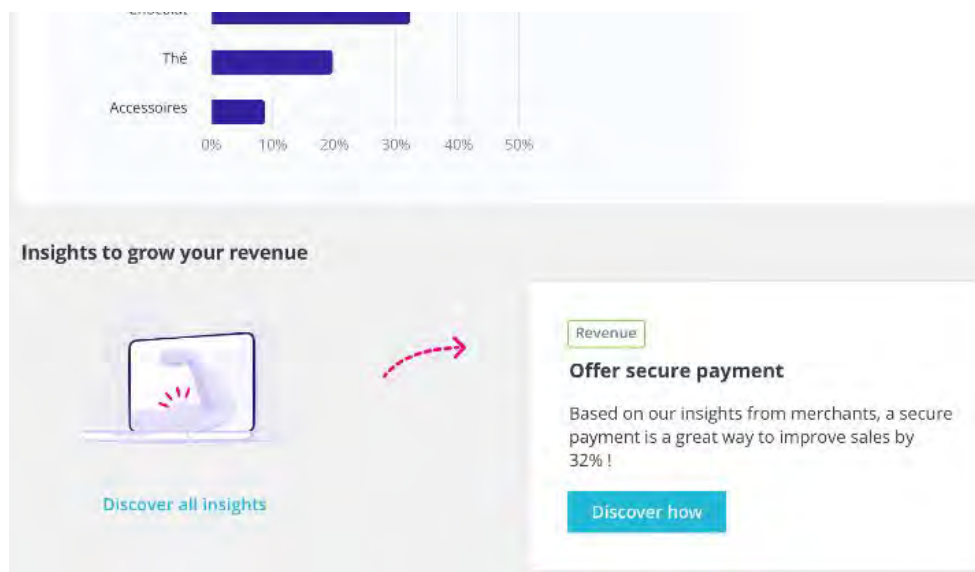 Chocolat
Thé
Accessoires
0% 10% 20% 30% 40% 50%
Insights to grow your revenue
Revenue
Offer secure payment
Based on our insights from merchants, a secure
payment is a great way to improve sales by
32% !
Discover all insights
Discover how